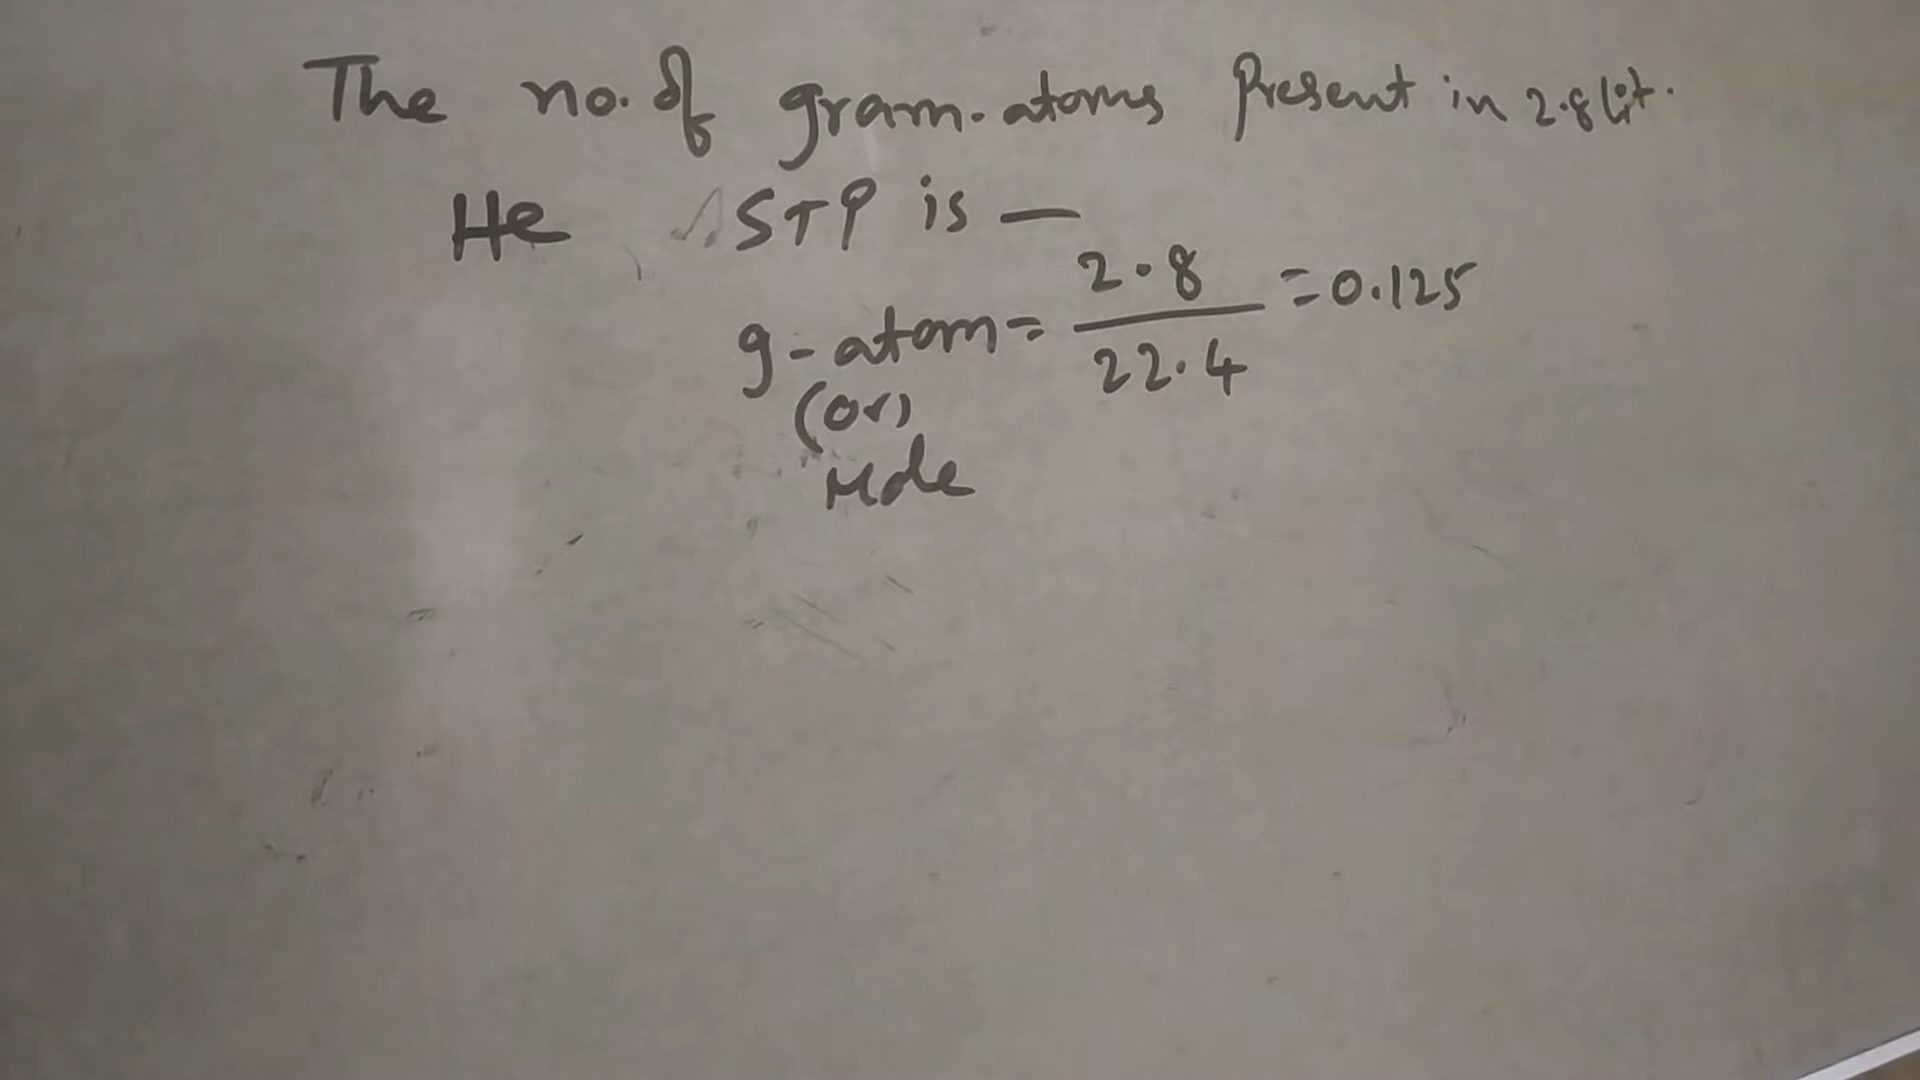 The no. of gram. atoms Present in 2.8 lit.
He STP is —
g-atom = 2.8 / 22.4 = 0.125
(or)
Mole